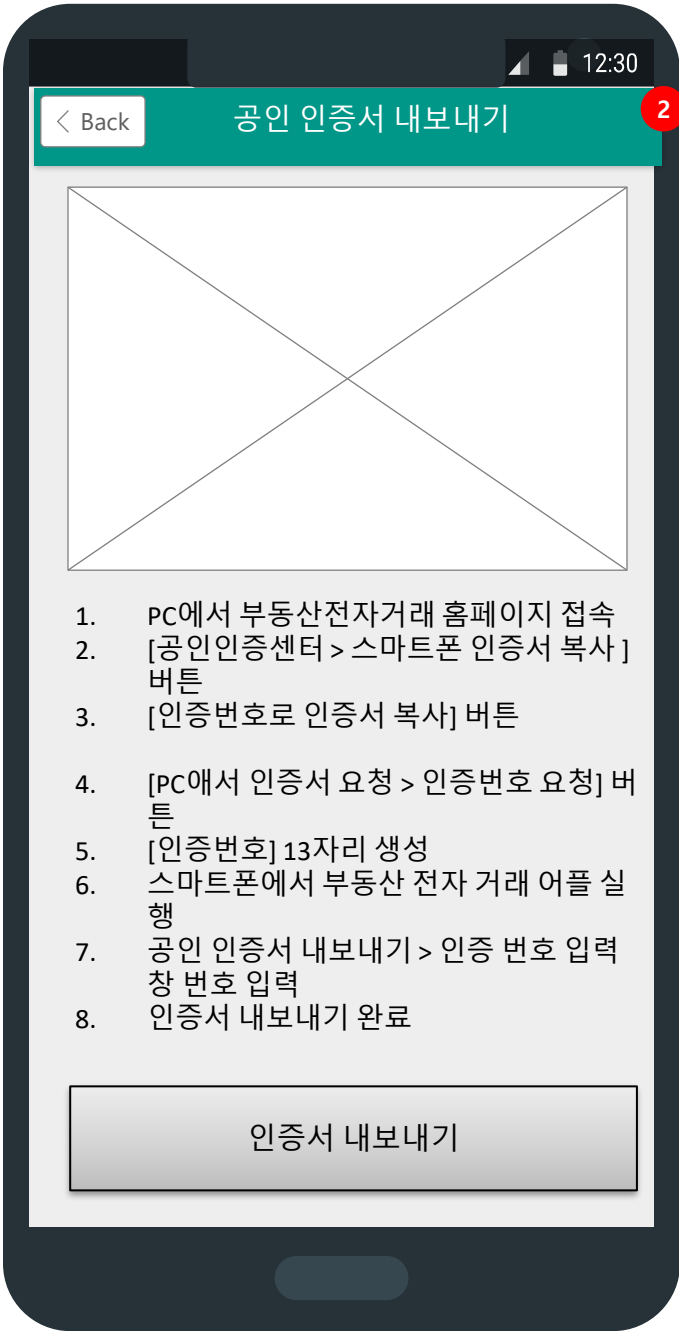 12:30
< Back
공인 인증서 내보내기
2
1. PC에서 부동산전자거래 홈페이지 접속
2. [공인인증센터 > 스마트폰 인증서 복사 ]
버튼
3. [인증번호로 인증서 복사] 버튼
4. [PC애서 인증서 요청 > 인증번호 요청] 버
튼
5. [인증번호] 13자리 생성
6. 스마트폰에서 부동산 전자 거래 어플 실
행
7. 공인 인증서 내보내기 > 인증 번호 입력
창 번호 입력
8. 인증서 내보내기 완료
인증서 내보내기